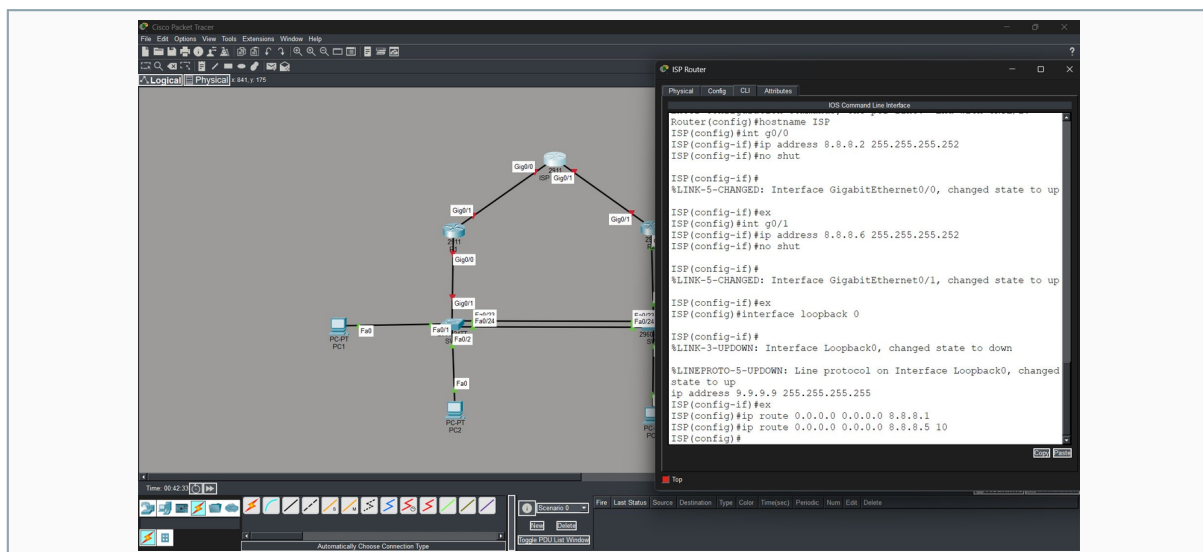 Cisco Packet Tracer
File Edit Options View Tools Extensions Window Help
?
Logical Physical x: 841, y: 175
Gig0/0
2911
ISP Gig0/1
Gig0/1
2911
R1
Gig0/0
Gig0/1
Gig0/1
Fa0/24
Fa0/24
Fa0/1
Fa0/2
Fa0
PC-PT
PC1
Fa0
PC-PT
PC2
ISP Router
Physical Config CLI Attributes
IOS Command Line Interface
Router(config)#hostname ISP
ISP(config)#int g0/0
ISP(config-if)#ip address 8.8.8.2 255.255.255.252
ISP(config-if)#no shut
ISP(config-if)#
%LINK-5-CHANGED: Interface GigabitEthernet0/0, changed state to up
ISP(config-if)#ex
ISP(config)#int g0/1
ISP(config-if)#ip address 8.8.8.6 255.255.255.252
ISP(config-if)#no shut
ISP(config-if)#
%LINK-5-CHANGED: Interface GigabitEthernet0/1, changed state to up
ISP(config-if)#ex
ISP(config)#interface loopback 0
ISP(config-if)#
%LINK-3-UPDOWN: Interface Loopback0, changed state to down
%LINEPROTO-5-UPDOWN: Line protocol on Interface Loopback0, changed
state to up
ip address 9.9.9.9 255.255.255.255
ISP(config-if)#ex
ISP(config)#ip route 0.0.0.0 0.0.0.0 8.8.8.1
ISP(config)#ip route 0.0.0.0 0.0.0.0 8.8.8.5 10
ISP(config)#
Copy Paste
Top
Time: 00:42:33
Scenario 0
New Delete
Toggle PDU List Window
Fire Last Status Source Destination Type Color Time(sec) Periodic Num Edit Delete
Automatically Choose Connection Type